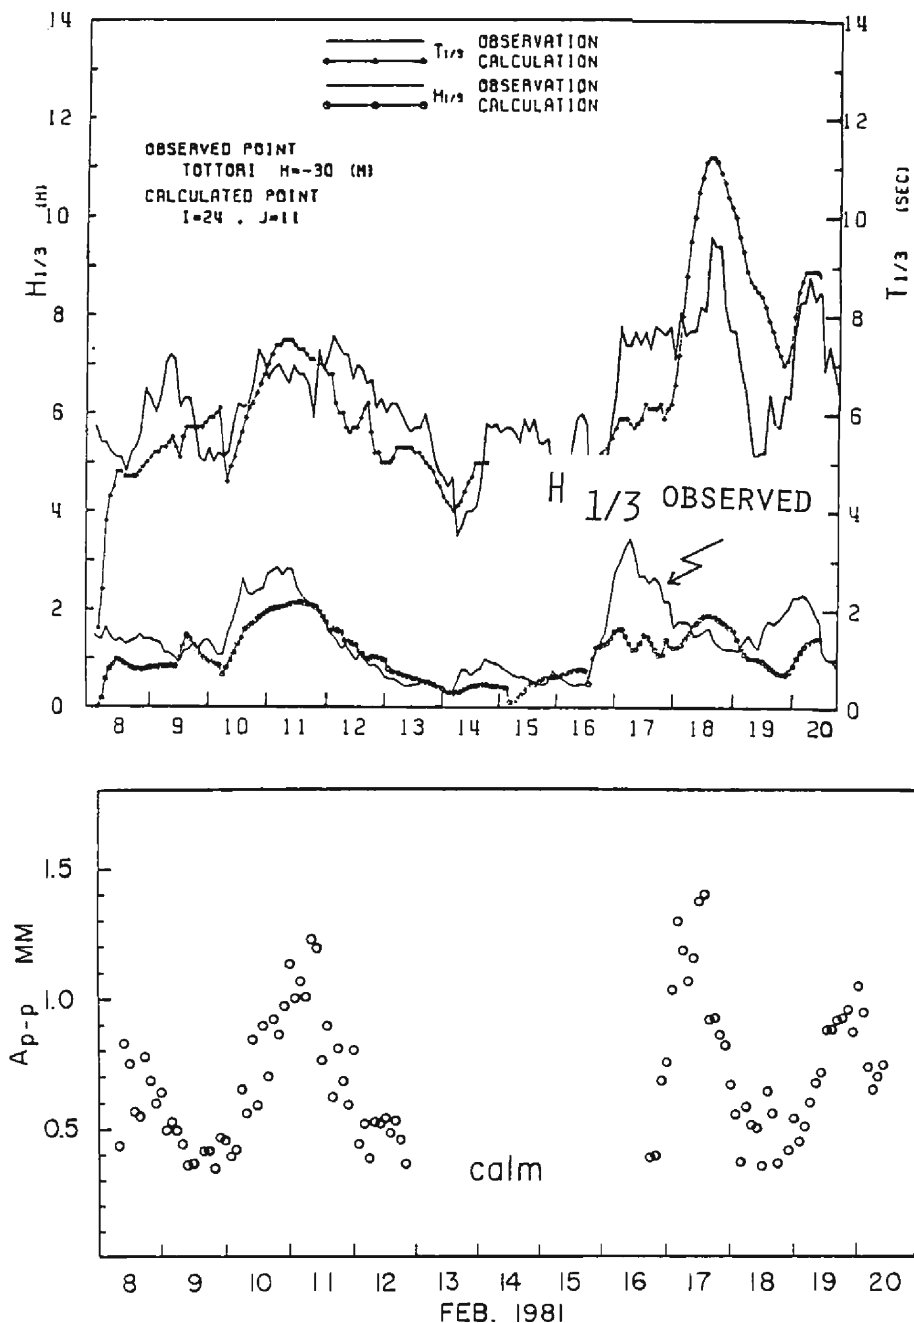 14
12
10
8
6
4
2
0
H1/3 (M)
T1/3 OBSERVATION
CALCULATION
H1/3 OBSERVATION
CALCULATION
OBSERVED POINT
TOTTORI H=-30 (M)
CALCULATED POINT
I=24 , J=11
H 1/3 OBSERVED
14
12
10
8
6
4
2
0
T1/3 (SEC)
8 9 10 11 12 13 14 15 16 17 18 19 20
1.5
1.0
0.5
Ap-p MM
calm
8 9 10 11 12 13 14 15 16 17 18 19 20
FEB. 1981